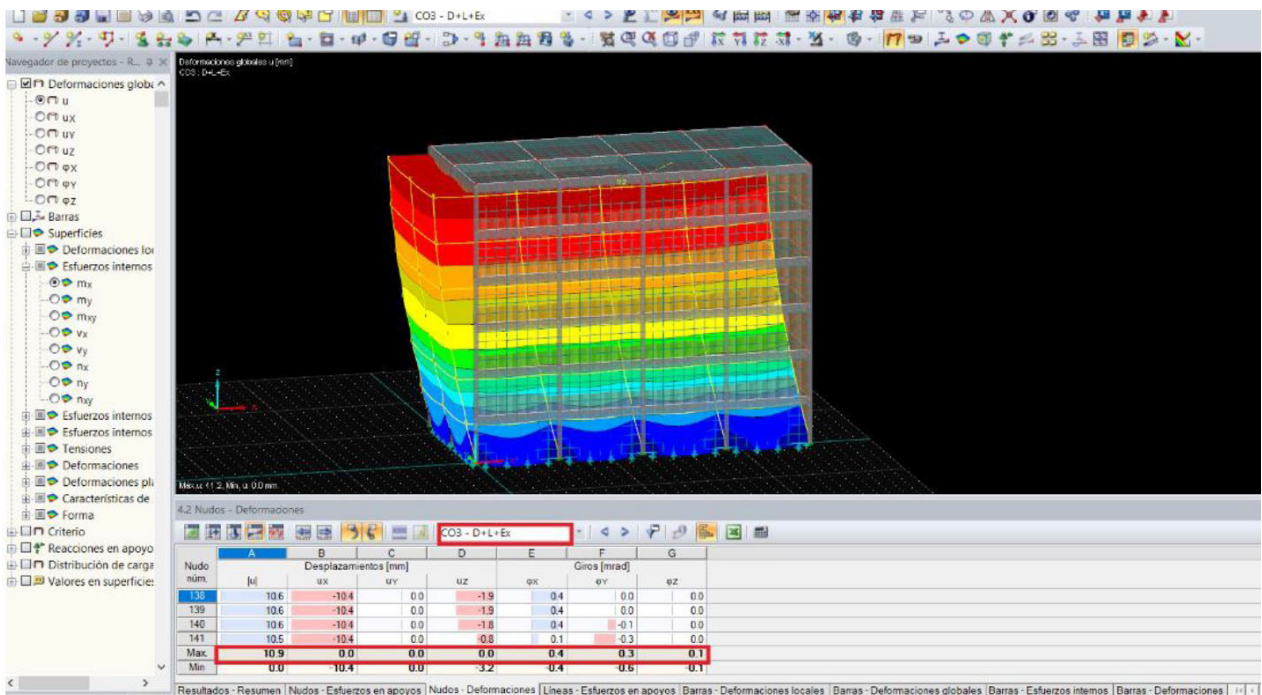 CO3 - D+L+Ex
Navegador de proyectos - R...
Deformaciones globales u [mm]
CO3 : D+L+Ex
Deformaciones globa
u
ux
uY
uz
φX
φY
φZ
Barras
Superficies
Deformaciones loc
Esfuerzos internos
mx
my
mxy
vx
vy
nx
ny
nxy
Esfuerzos internos
Esfuerzos internos
Tensiones
Deformaciones
Deformaciones pla
Características de
Forma
Criterio
Reacciones en apoyo
Distribución de carga
Valores en superficies
Z
X
Máx u: 11.2, Mín. u: 0.0 mm
4.2 Nudos - Deformaciones
CO3 - D+L+Ex
A B C D E F G
Nudo Desplazamientos [mm] Giros [mrad]
núm. |u| ux uY uz φX φY φZ
138 10.6 -10.4 0.0 -1.9 0.4 0.0 0.0
139 10.6 -10.4 0.0 -1.9 0.4 0.0 0.0
140 10.6 -10.4 0.0 -1.8 0.4 -0.1 0.0
141 10.5 -10.4 0.0 -0.8 0.1 -0.3 0.0
Max. 10.9 0.0 0.0 0.0 0.4 0.3 0.1
Min 0.0 -10.4 0.0 -3.2 -0.4 -0.6 -0.1
Resultados - Resumen Nudos - Esfuerzos en apoyos Nudos - Deformaciones Líneas - Esfuerzos en apoyos Barras - Deformaciones locales Barras - Deformaciones globales Barras - Esfuerzos internos Barras - Deformaciones